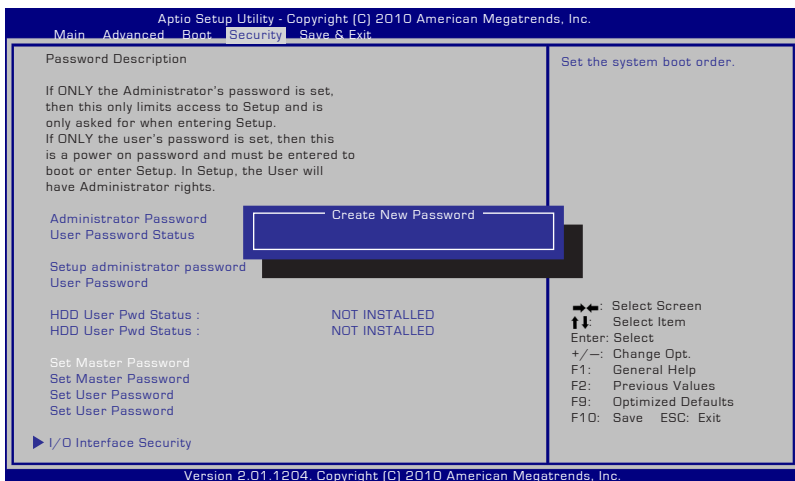 Aptio Setup Utility - Copyright (C) 2010 American Megatrends, Inc.
Main Advanced Boot Security Save & Exit
Password Description
If ONLY the Administrator's password is set,
then this only limits access to Setup and is
only asked for when entering Setup.
If ONLY the user's password is set, then this
is a power on password and must be entered to
boot or enter Setup. In Setup, the User will
have Administrator rights.
Administrator Password
User Password Status
Create New Password
Setup administrator password
User Password
HDD User Pwd Status : NOT INSTALLED
HDD User Pwd Status : NOT INSTALLED
Set Master Password
Set Master Password
Set User Password
Set User Password
I/O Interface Security
Set the system boot order.
→←: Select Screen
↑↓: Select Item
Enter: Select
+/—: Change Opt.
F1: General Help
F2: Previous Values
F9: Optimized Defaults
F10: Save ESC: Exit
Version 2.01.1204. Copyright (C) 2010 American Megatrends, Inc.